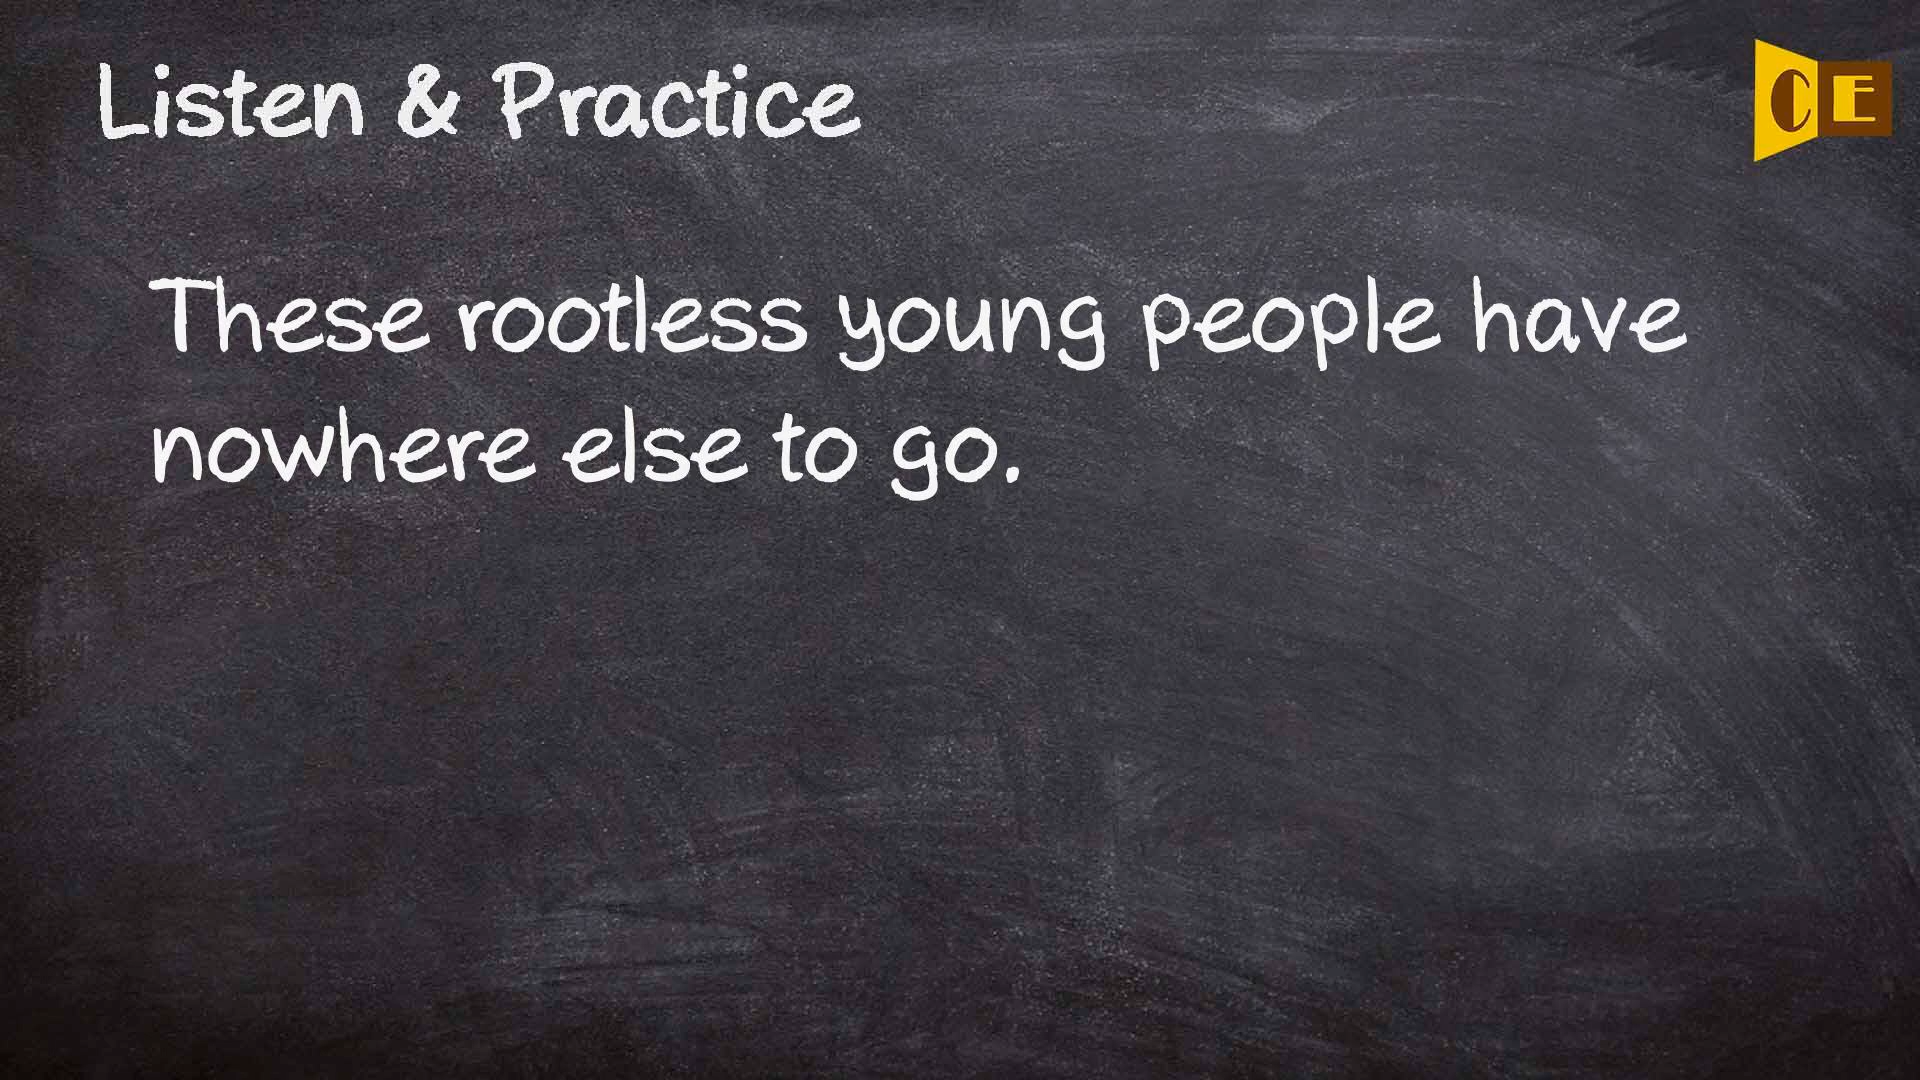 Listen & Practice
CE
These rootless young people have
nowhere else to go.